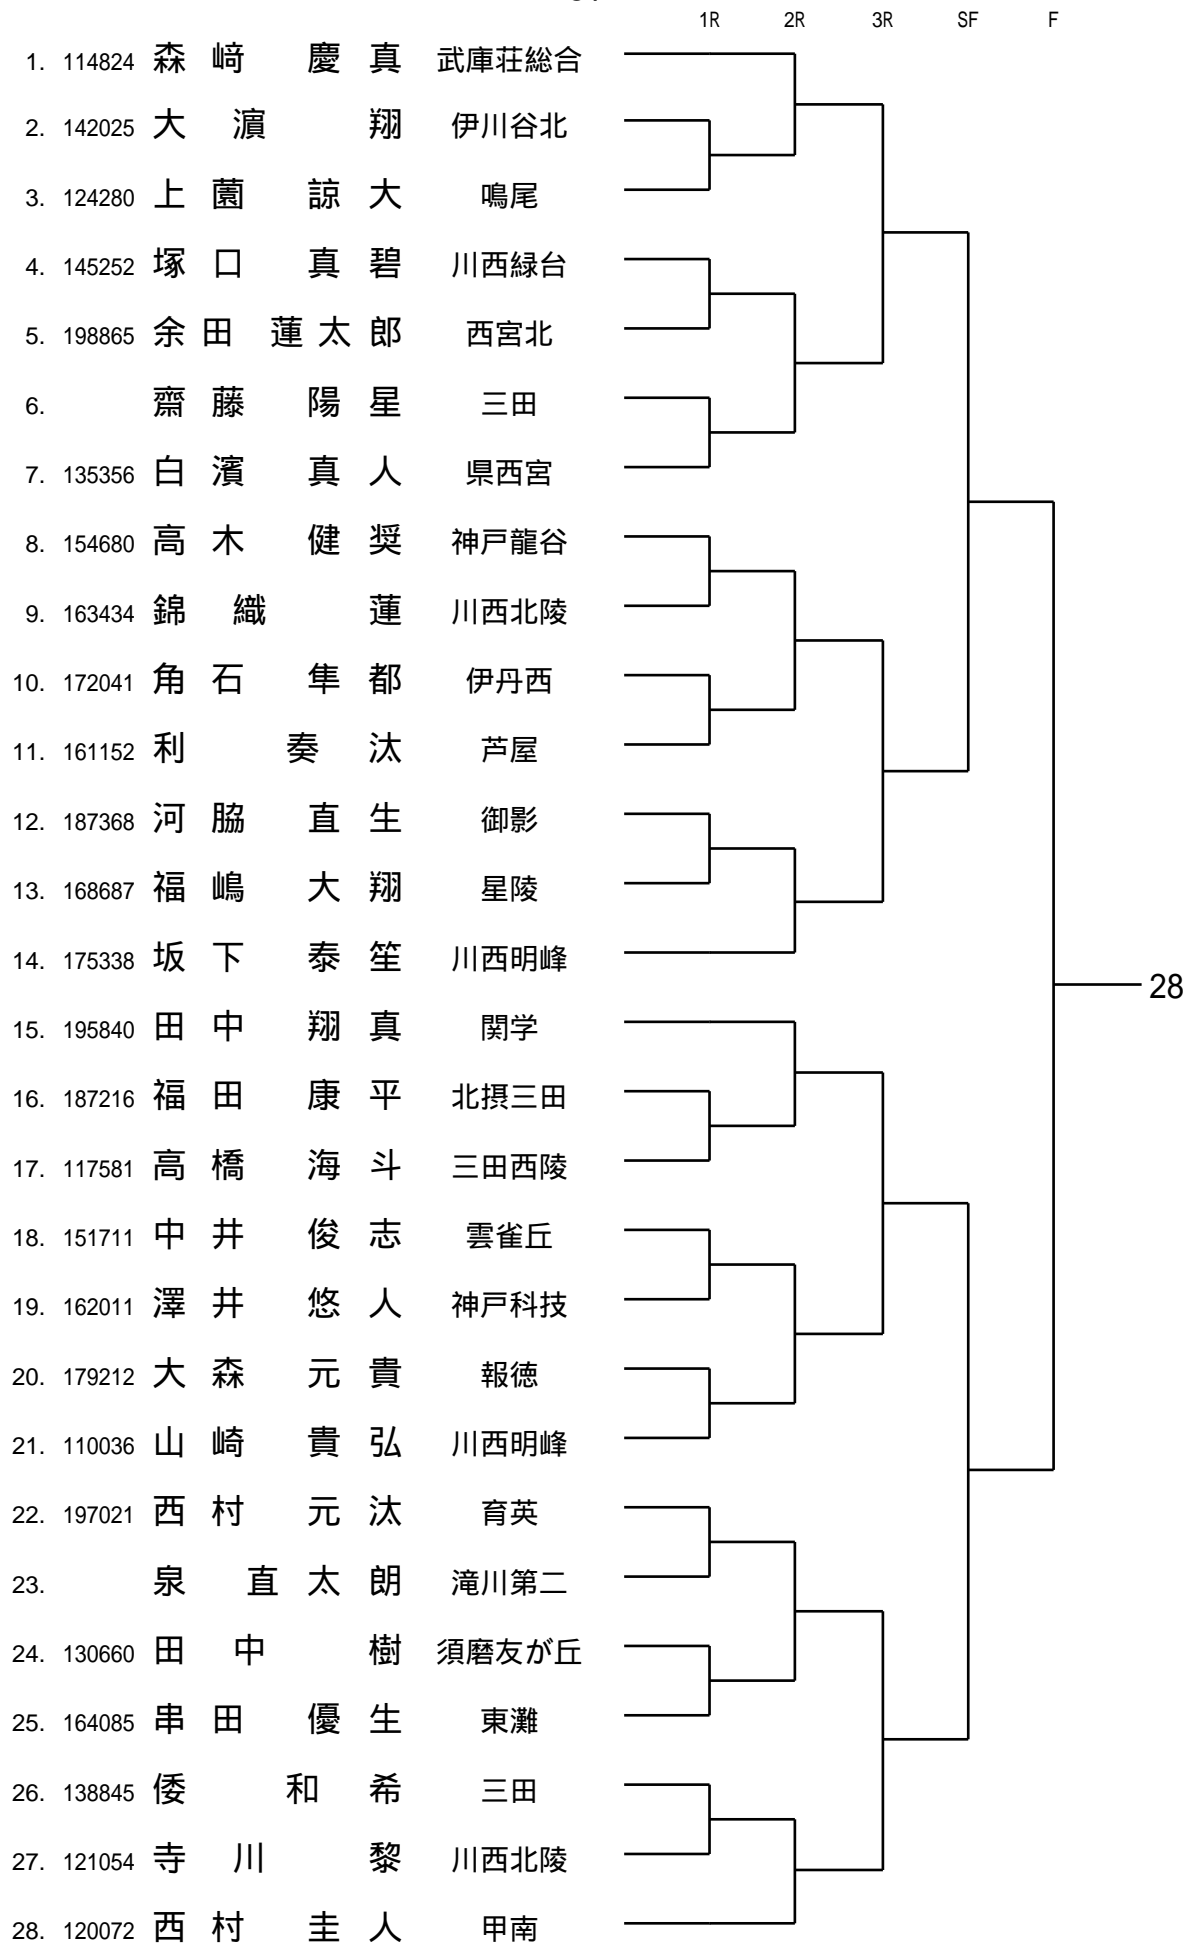 1R 2R 3R SF F
1. 114824 森﨑 慶真 武庫荘総合
2. 142025 大濵 翔 伊川谷北
3. 124280 上薗 諒大 鳴尾
4. 145252 塚口 真碧 川西緑台
5. 198865 余田 蓮太郎 西宮北
6. 齋藤 陽星 三田
7. 135356 白濱 真人 県西宮
8. 154680 高木 健奨 神戸龍谷
9. 163434 錦織 蓮 川西北陵
10. 172041 角石 隼都 伊丹西
11. 161152 利 奏汰 芦屋
12. 187368 河脇 直生 御影
13. 168687 福嶋 大翔 星陵
14. 175338 坂下 泰笙 川西明峰
28
15. 195840 田中 翔真 関学
16. 187216 福田 康平 北摂三田
17. 117581 高橋 海斗 三田西陵
18. 151711 中井 俊志 雲雀丘
19. 162011 澤井 悠人 神戸科技
20. 179212 大森 元貴 報徳
21. 110036 山崎 貴弘 川西明峰
22. 197021 西村 元汰 育英
23. 泉 直太朗 滝川第二
24. 130660 田中 樹 須磨友が丘
25. 164085 串田 優生 東灘
26. 138845 倭 和希 三田
27. 121054 寺川 黎 川西北陵
28. 120072 西村 圭人 甲南